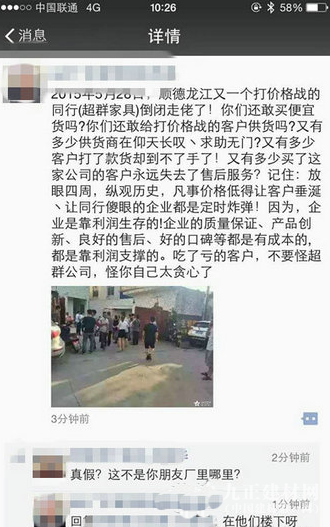 中国联通 4G 10:26 58%
消息 详情
2015年5月28日，顺德龙江又一个打价格战的
同行(超群家具)倒闭走佬了！你们还敢买便宜
货吗?你们还敢给打价格战的客户供货吗? 又有
多少供货商在仰天长叹丶求助无门？又有多少
客户打了款货却到不了手了！又有多少买了这
家公司的客户永远失去了售后服务？记住：放
眼四周，纵观历史，凡事价格低得让客户垂涎
丶让同行傻眼的企业都是定时炸弹！因为，企
业是靠利润生存的!企业的质量保证、产品创
新、良好的售后、好的口碑等都是有成本的，
都是靠利润支撑的。吃了亏的客户，不要怪超
群公司，怪你自己太贪心了
3分钟前
2分钟前
真假？这不是你朋友厂里哪里？
1分钟前
回
在他们楼下呀
九正建材网